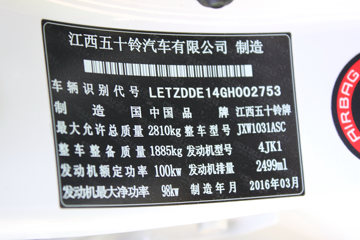 江西五十铃汽车有限公司 制造
车辆识别代号 LETZDDE14GH002753
制造国 中国 品牌 江西五十铃牌
最大允许总质量 2810kg 整车型号 JXW1031ASC
整车整备质量 1885kg 发动机型号 4JK1
发动机额定功率 100kw 发动机排量 2499ml
发动机最大净功率 98kw 制造年月 2016年03月
AIRBAG